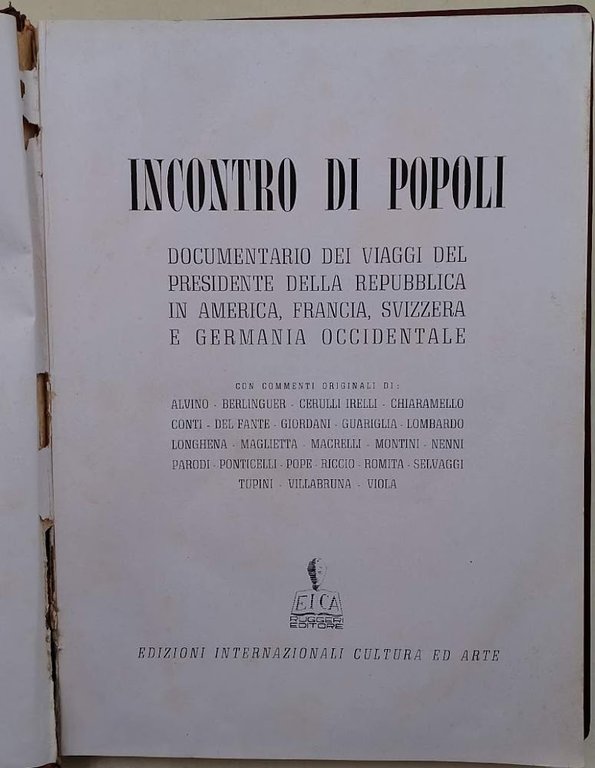 INCONTRO DI POPOLI
DOCUMENTARIO DEI VIAGGI DEL
PRESIDENTE DELLA REPUBBLICA
IN AMERICA, FRANCIA, SVIZZERA
E GERMANIA OCCIDENTALE
CON COMMENTI ORIGINALI DI:
ALVINO - BERLINGUER - CERULLI IRELLI - CHIARAMELLO
CONTI - DEL FANTE - GIORDANI - GUARIGLIA - LOMBARDO
LONGHENA - MAGLIETTA - MACRELLI - MONTINI - NENNI
PARODI - PONTICELLI - POPE - RICCIO - ROMITA - SELVAGGI
TUPINI - VILLABRUNA - VIOLA
EICA
RUGGERI
EDITORE
EDIZIONI INTERNAZIONALI CULTURA ED ARTE